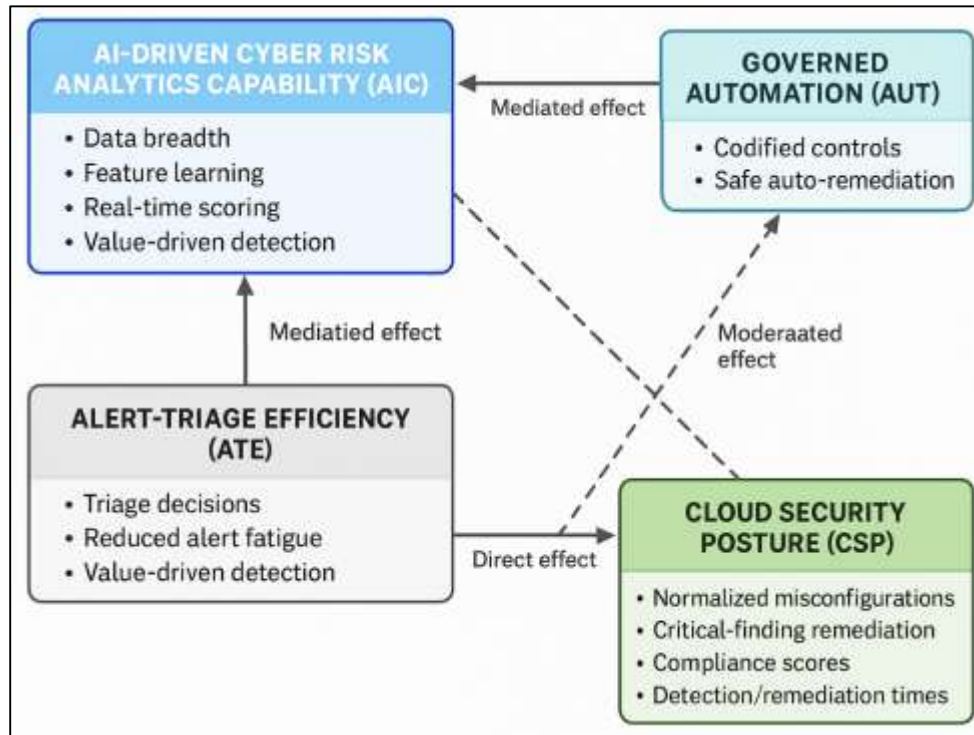 AI-DRIVEN CYBER RISK
ANALYTICS CAPABILITY (AIC)
• Data breadth
• Feature learning
• Real-time scoring
• Value-driven detection
Mediated effect
GOVERNED
AUTOMATION (AUT)
• Codified controls
• Safe auto-remediation
Mediatied effect
Moderaated
effect
ALERT-TRIAGE EFFICIENCY
(ATE)
• Triage decisions
• Reduced alert fatigue
• Value-driven detection
Direct effect
CLOUD SECURITY
POSTURE (CSP)
• Normalized misconfigurations
• Critical-finding remediation
• Compliance scores
• Detection/remediation times